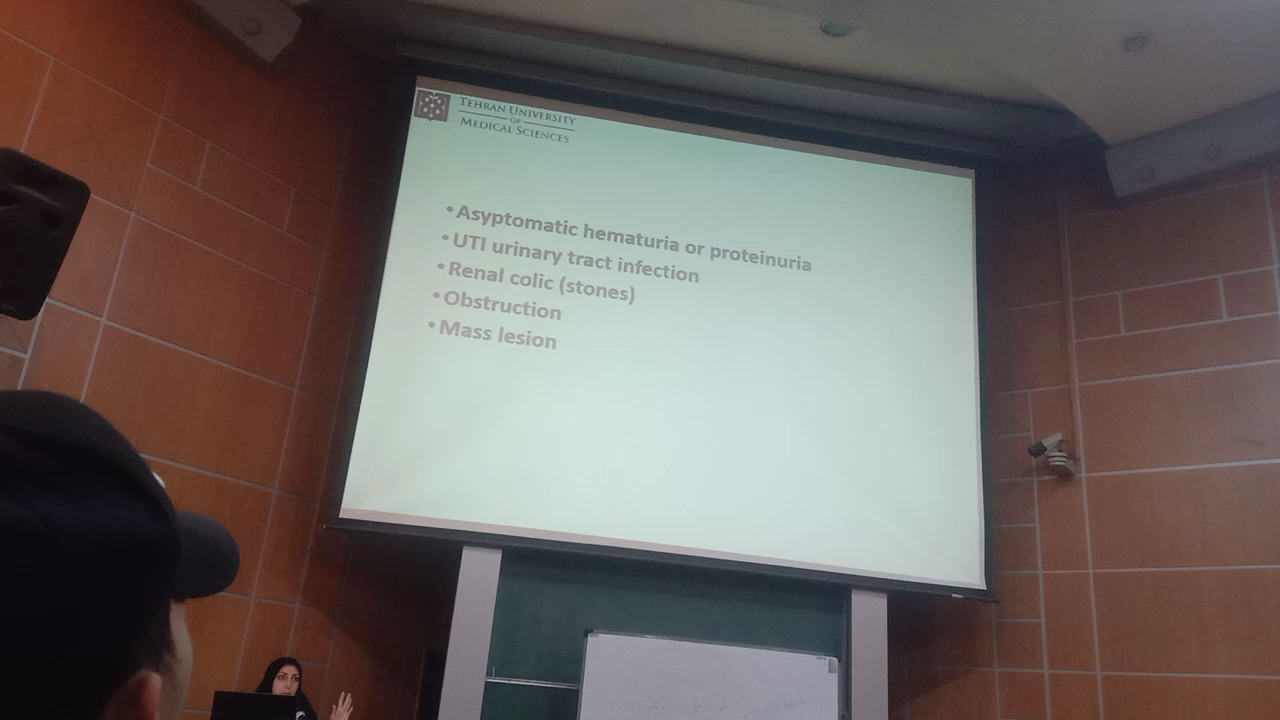 TEHRAN UNIVERSITY
OF
MEDICAL SCIENCES
• Asyptomatic hematuria or proteinuria
• UTI urinary tract infection
• Renal colic (stones)
• Obstruction
• Mass lesion